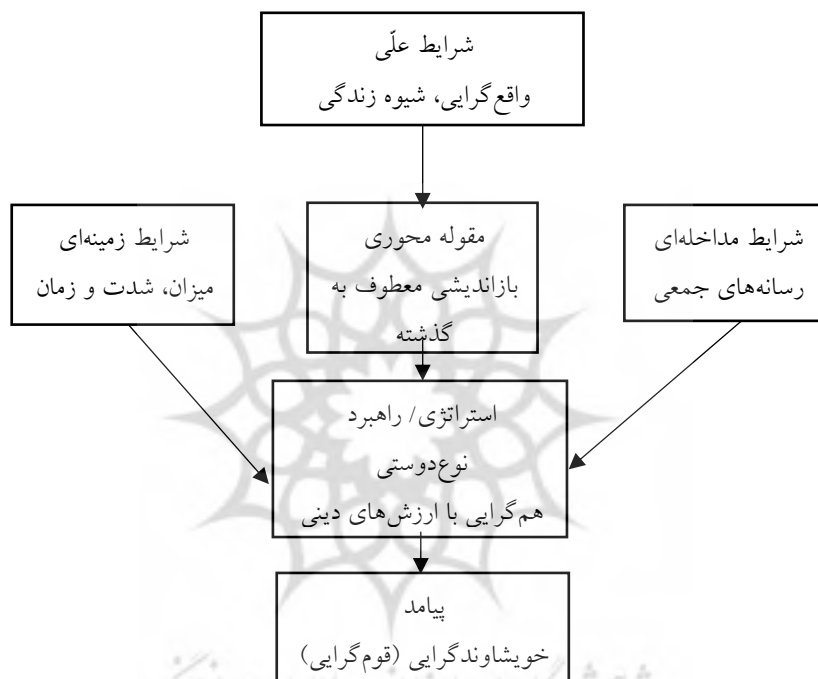 شرایط علّی
واقع‌گرایی، شیوه زندگی
شرایط مداخله‌ای
رسانه‌های جمعی
مقوله محوری
بازاندیشی معطوف به
گذشته
شرایط زمینه‌ای
میزان، شدت و زمان
استراتژی/ راهبرد
نوع‌دوستی
هم‌گرایی با ارزش‌های دینی
پیامد
خویشاوندگرایی (قوم‌گرایی)